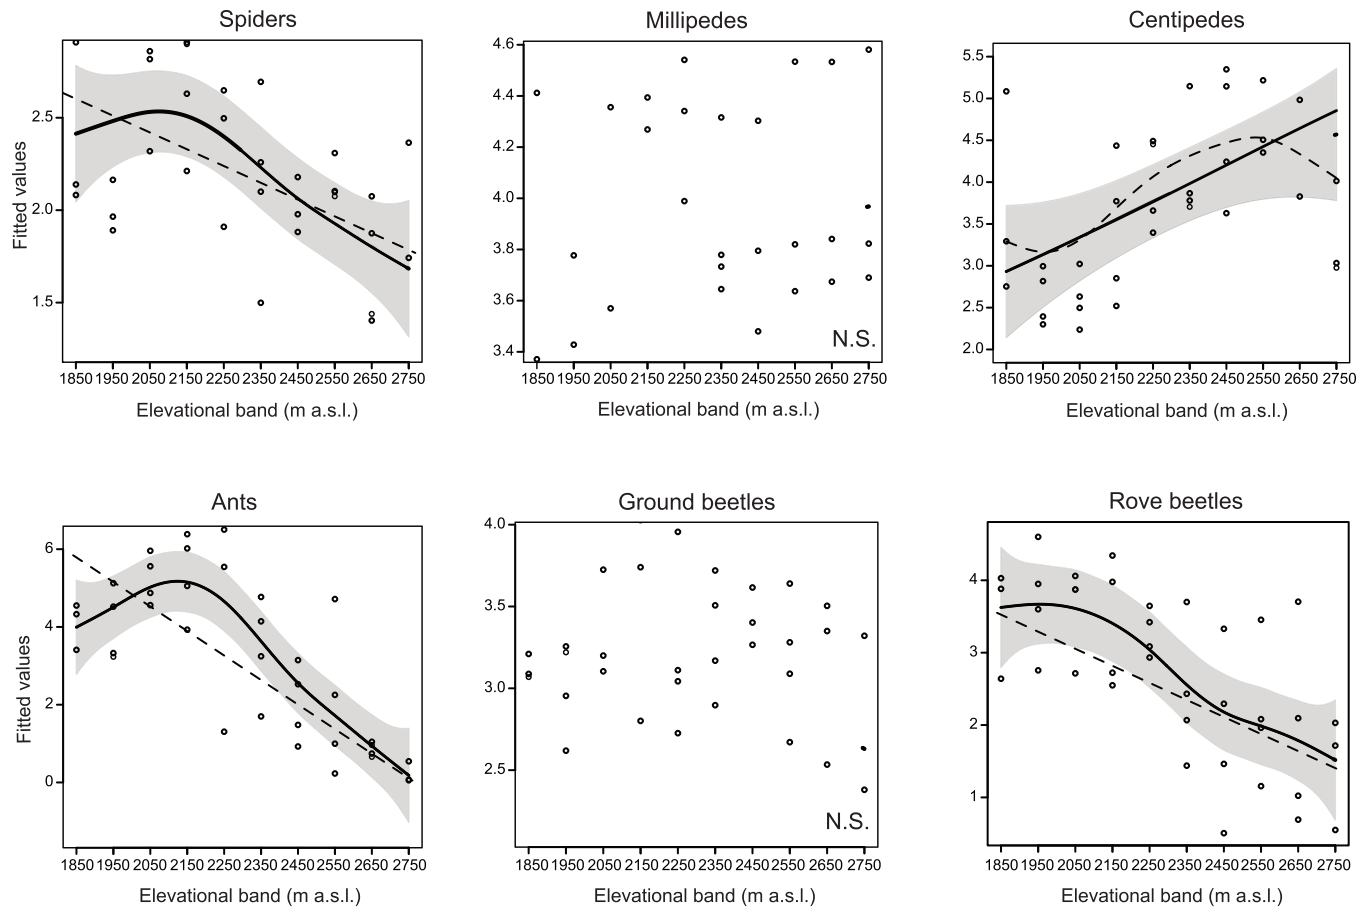 Spiders Millipedes Centipedes
Fitted values
2.5
2.0
1.5
1850 1950 2050 2150 2250 2350 2450 2550 2650 2750
Elevational band (m a.s.l.)
4.6
4.4
4.2
4.0
3.8
3.6
3.4
N.S.
1850 1950 2050 2150 2250 2350 2450 2550 2650 2750
Elevational band (m a.s.l.)
5.5
5.0
4.5
4.0
3.5
3.0
2.5
2.0
1850 1950 2050 2150 2250 2350 2450 2550 2650 2750
Elevational band (m a.s.l.)
Ants Ground beetles Rove beetles
Fitted values
6
4
2
0
1850 1950 2050 2150 2250 2350 2450 2550 2650 2750
Elevational band (m a.s.l.)
4.0
3.5
3.0
2.5
N.S.
1850 1950 2050 2150 2250 2350 2450 2550 2650 2750
Elevational band (m a.s.l.)
4
3
2
1
1850 1950 2050 2150 2250 2350 2450 2550 2650 2750
Elevational band (m a.s.l.)